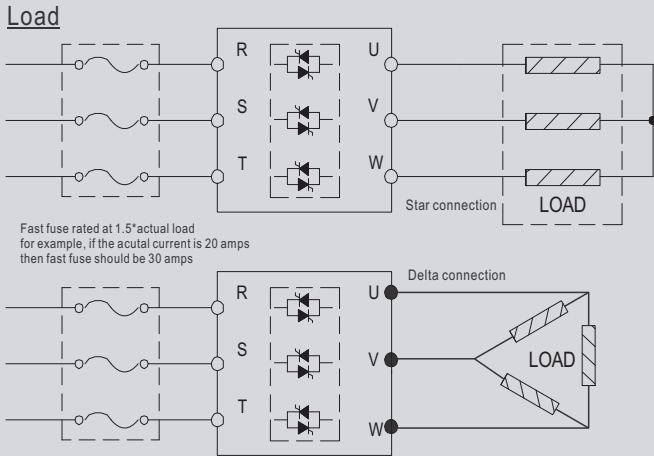 Load
R U
S V
T W
Star connection LOAD
Fast fuse rated at 1.5*actual load
for example, if the acutal current is 20 amps
then fast fuse should be 30 amps
Delta connection
R U
S V LOAD
T W